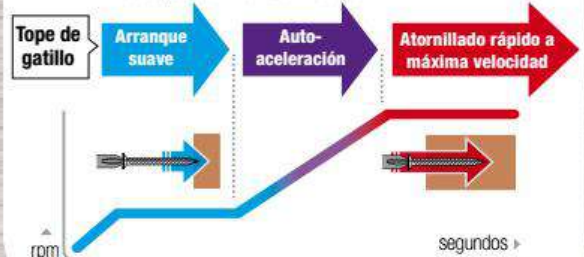 Tope de
gatillo
Arranque
suave
Auto-
aceleración
Atornillado rápido a
máxima velocidad
rpm
segundos